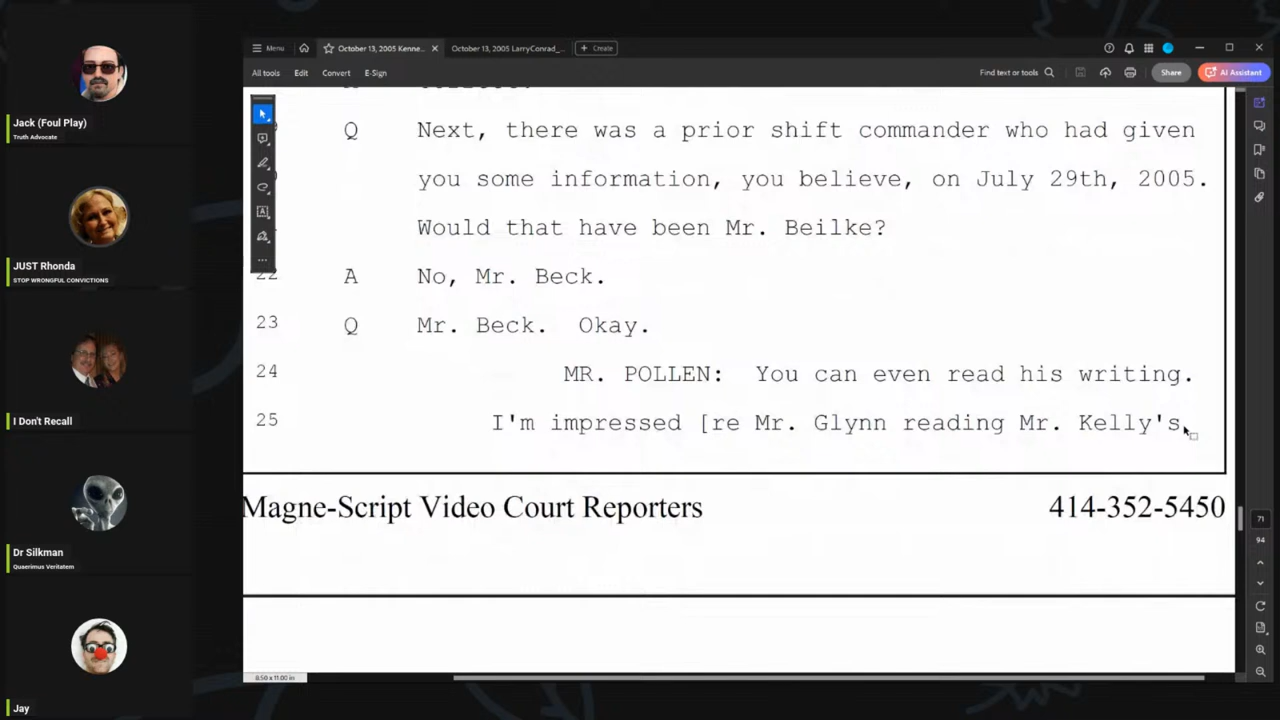 Menu
October 13, 2005 Kenne...
October 13, 2005 LarryConrad_...
Create
All tools
Edit
Convert
E-Sign
Find text or tools
Share
AI Assistant
Jack (Foul Play)
Truth Advocate
JUST Rhonda
STOP WRONGFUL CONVICTIONS
I Don't Recall
Dr Silkman
Quaerimus Veritatem
Jay
Q Next, there was a prior shift commander who had given
you some information, you believe, on July 29th, 2005.
Would that have been Mr. Beilke?
22 A No, Mr. Beck.
23 Q Mr. Beck. Okay.
24 MR. POLLEN: You can even read his writing.
25 I'm impressed [re Mr. Glynn reading Mr. Kelly's
Magne-Script Video Court Reporters 414-352-5450
71
94
8.50 x 11.00 in